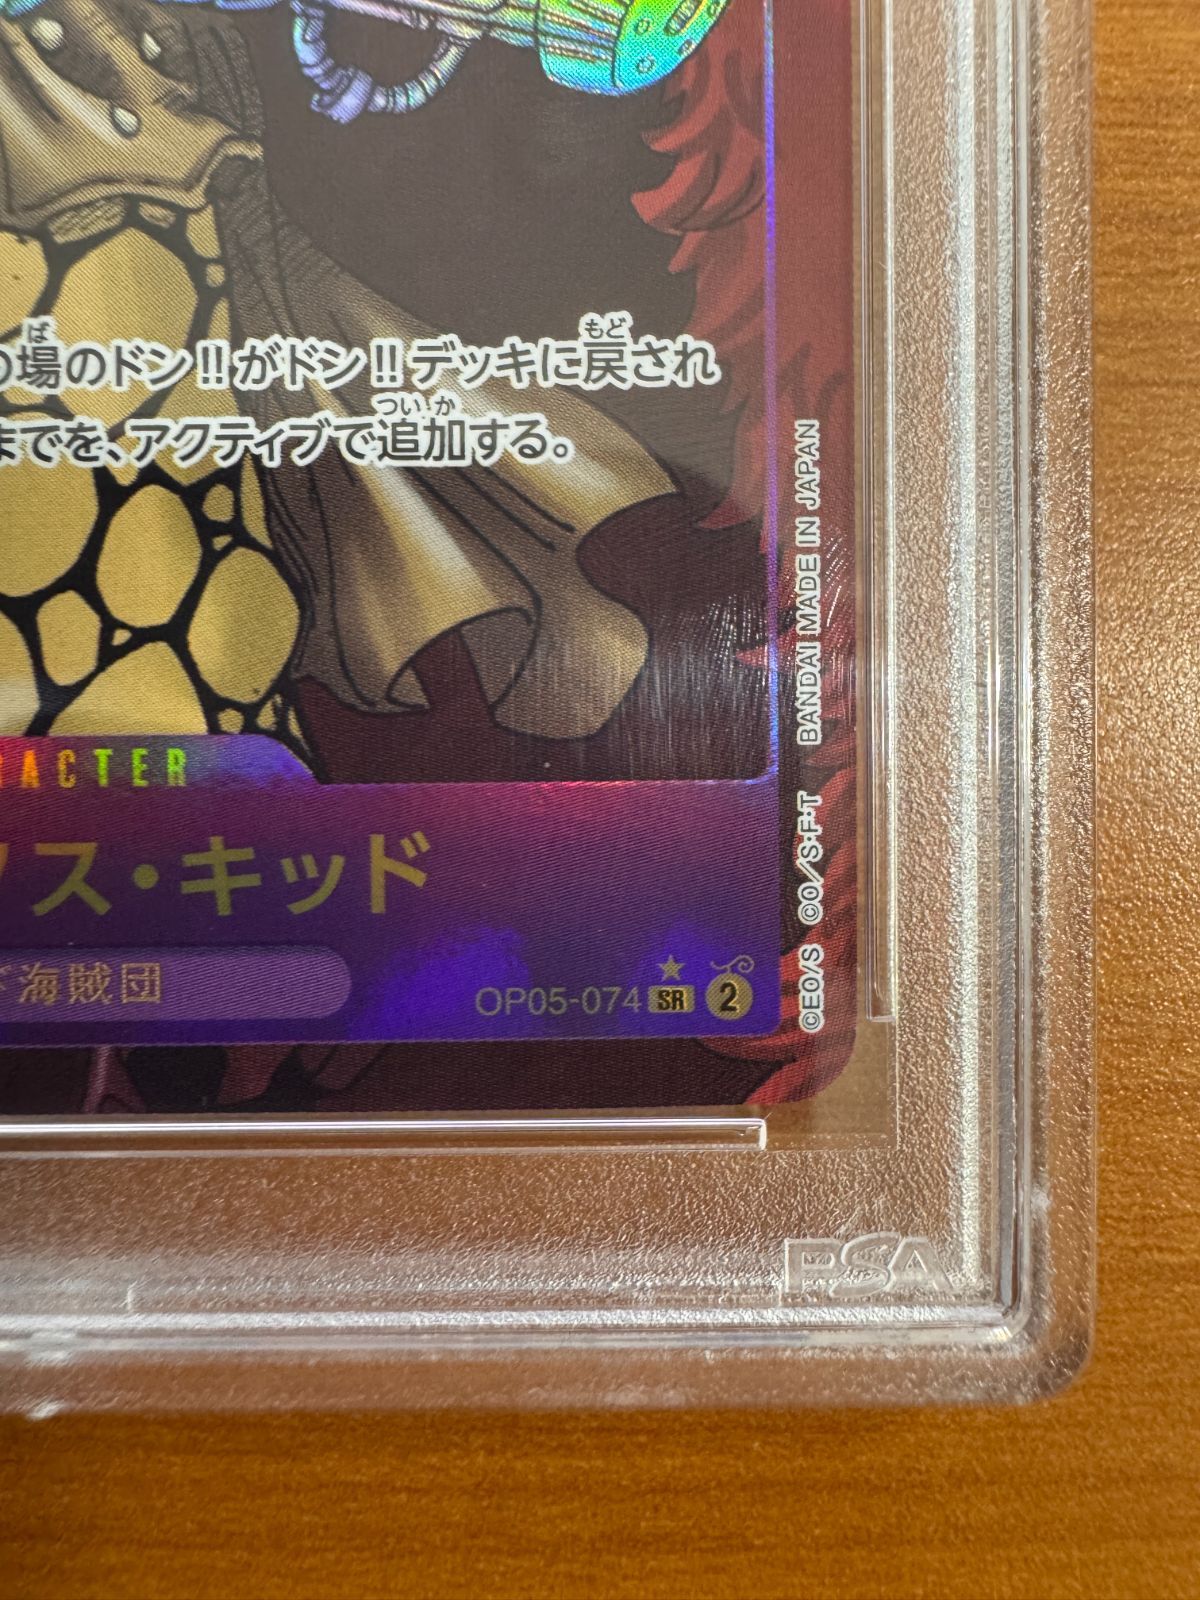 場のドン!!がドン!!デッキに戻され
までを、アクティブで追加する。
BANDAI MADE IN JAPAN
©EO/S ©O/S・F・T
ACTER
ス・キッド
海賊団
OP05-074 SR 2
PSA